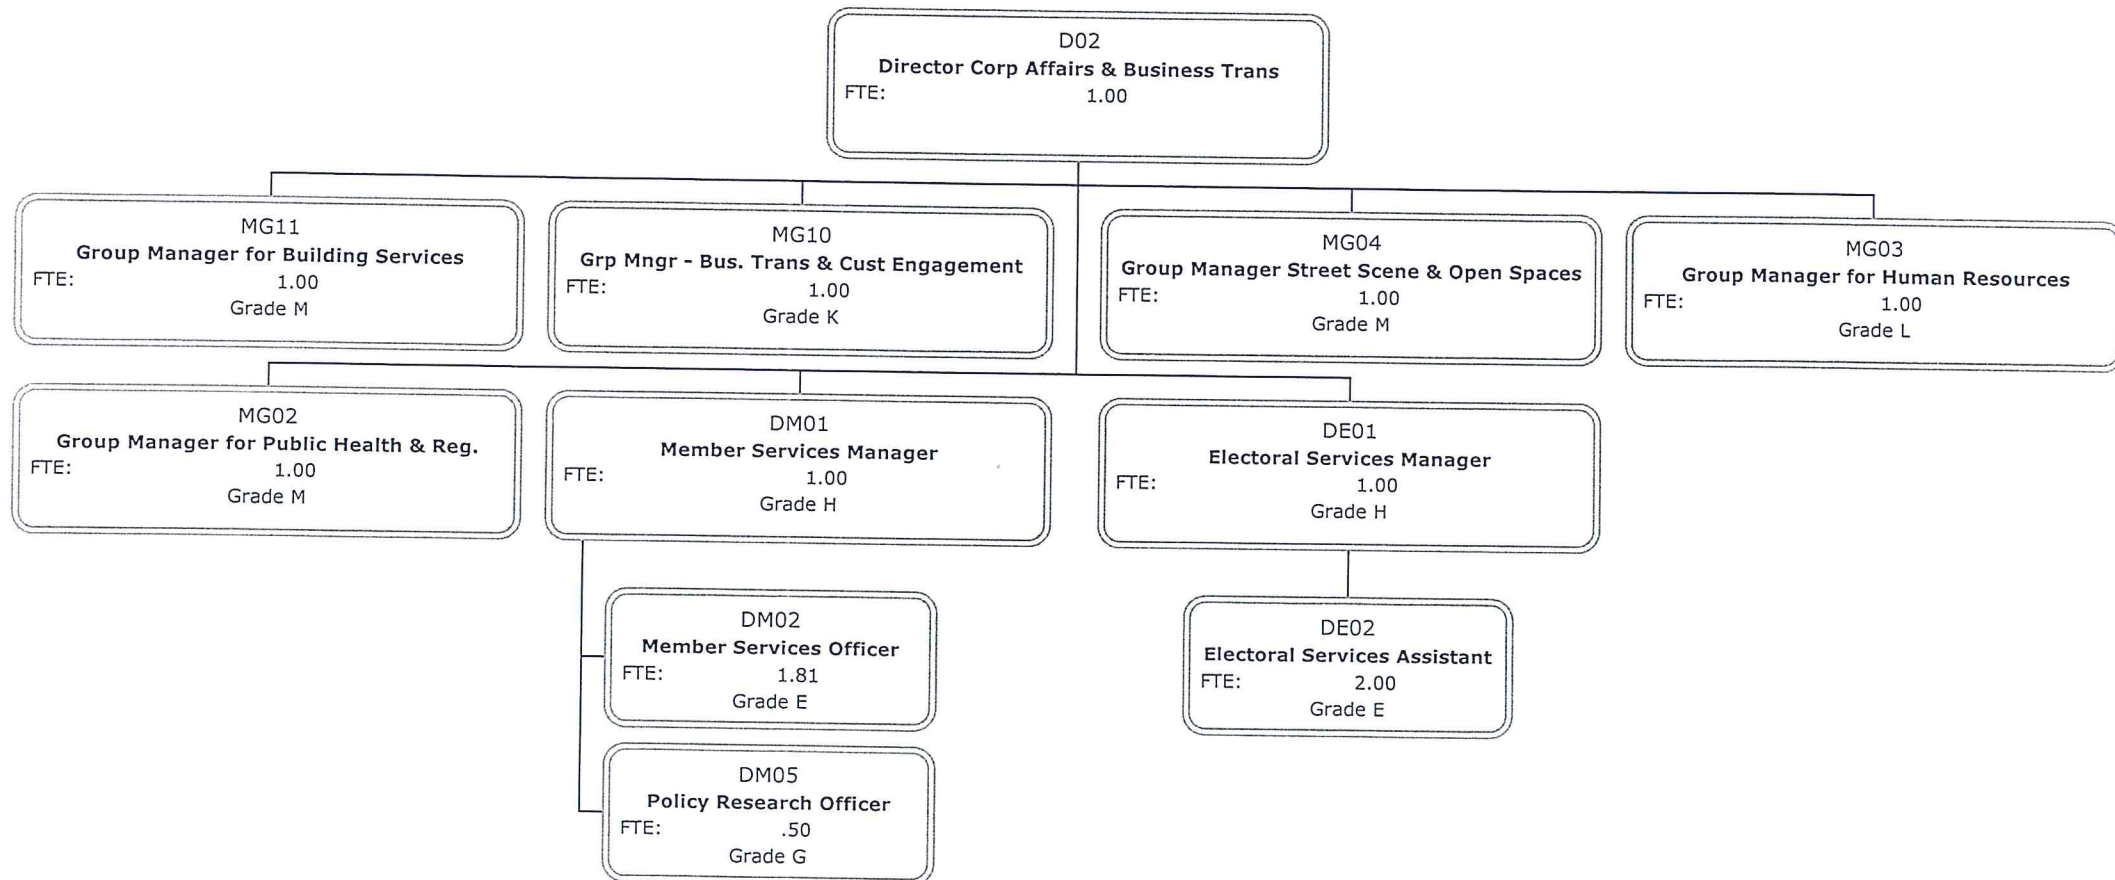 D02
Director Corp Affairs & Business Trans
FTE: 1.00
MG11
Group Manager for Building Services
FTE: 1.00
Grade M
MG10
Grp Mngr - Bus. Trans & Cust Engagement
FTE: 1.00
Grade K
MG04
Group Manager Street Scene & Open Spaces
FTE: 1.00
Grade M
MG03
Group Manager for Human Resources
FTE: 1.00
Grade L
MG02
Group Manager for Public Health & Reg.
FTE: 1.00
Grade M
DM01
Member Services Manager
FTE: 1.00
Grade H
DE01
Electoral Services Manager
FTE: 1.00
Grade H
DM02
Member Services Officer
FTE: 1.81
Grade E
DE02
Electoral Services Assistant
FTE: 2.00
Grade E
DM05
Policy Research Officer
FTE: .50
Grade G